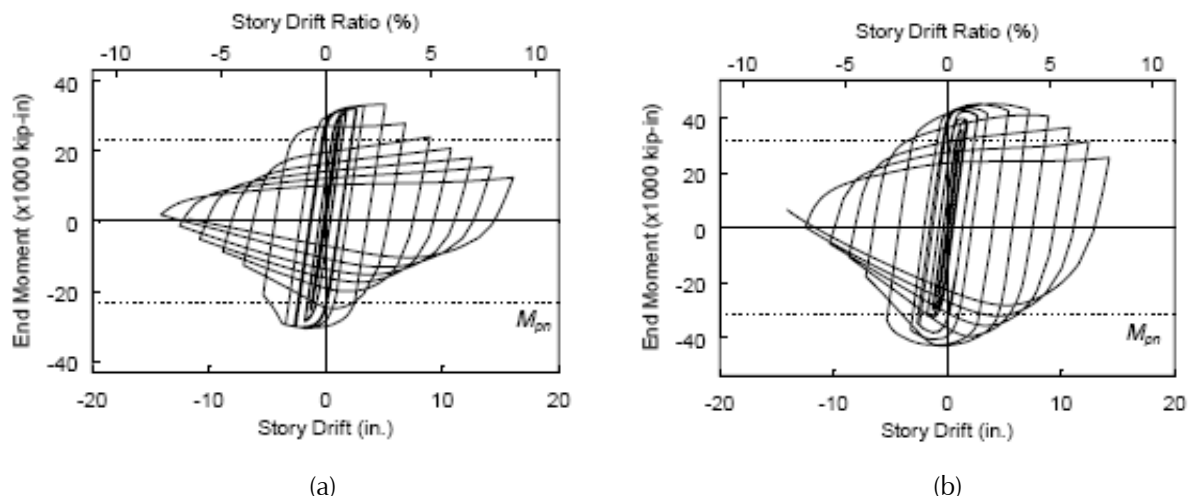 Story Drift Ratio (%)
-10 -5 0 5 10
End Moment (x1000 kip-in)
40
20
0
-20
-40
M_pn
-20 -10 0 10 20
Story Drift (in.)
(a)
Story Drift Ratio (%)
-10 -5 0 5 10
End Moment (x1000 kip-in)
40
20
0
-20
-40
M_pn
-20 -10 0 10 20
Story Drift (in.)
(b)